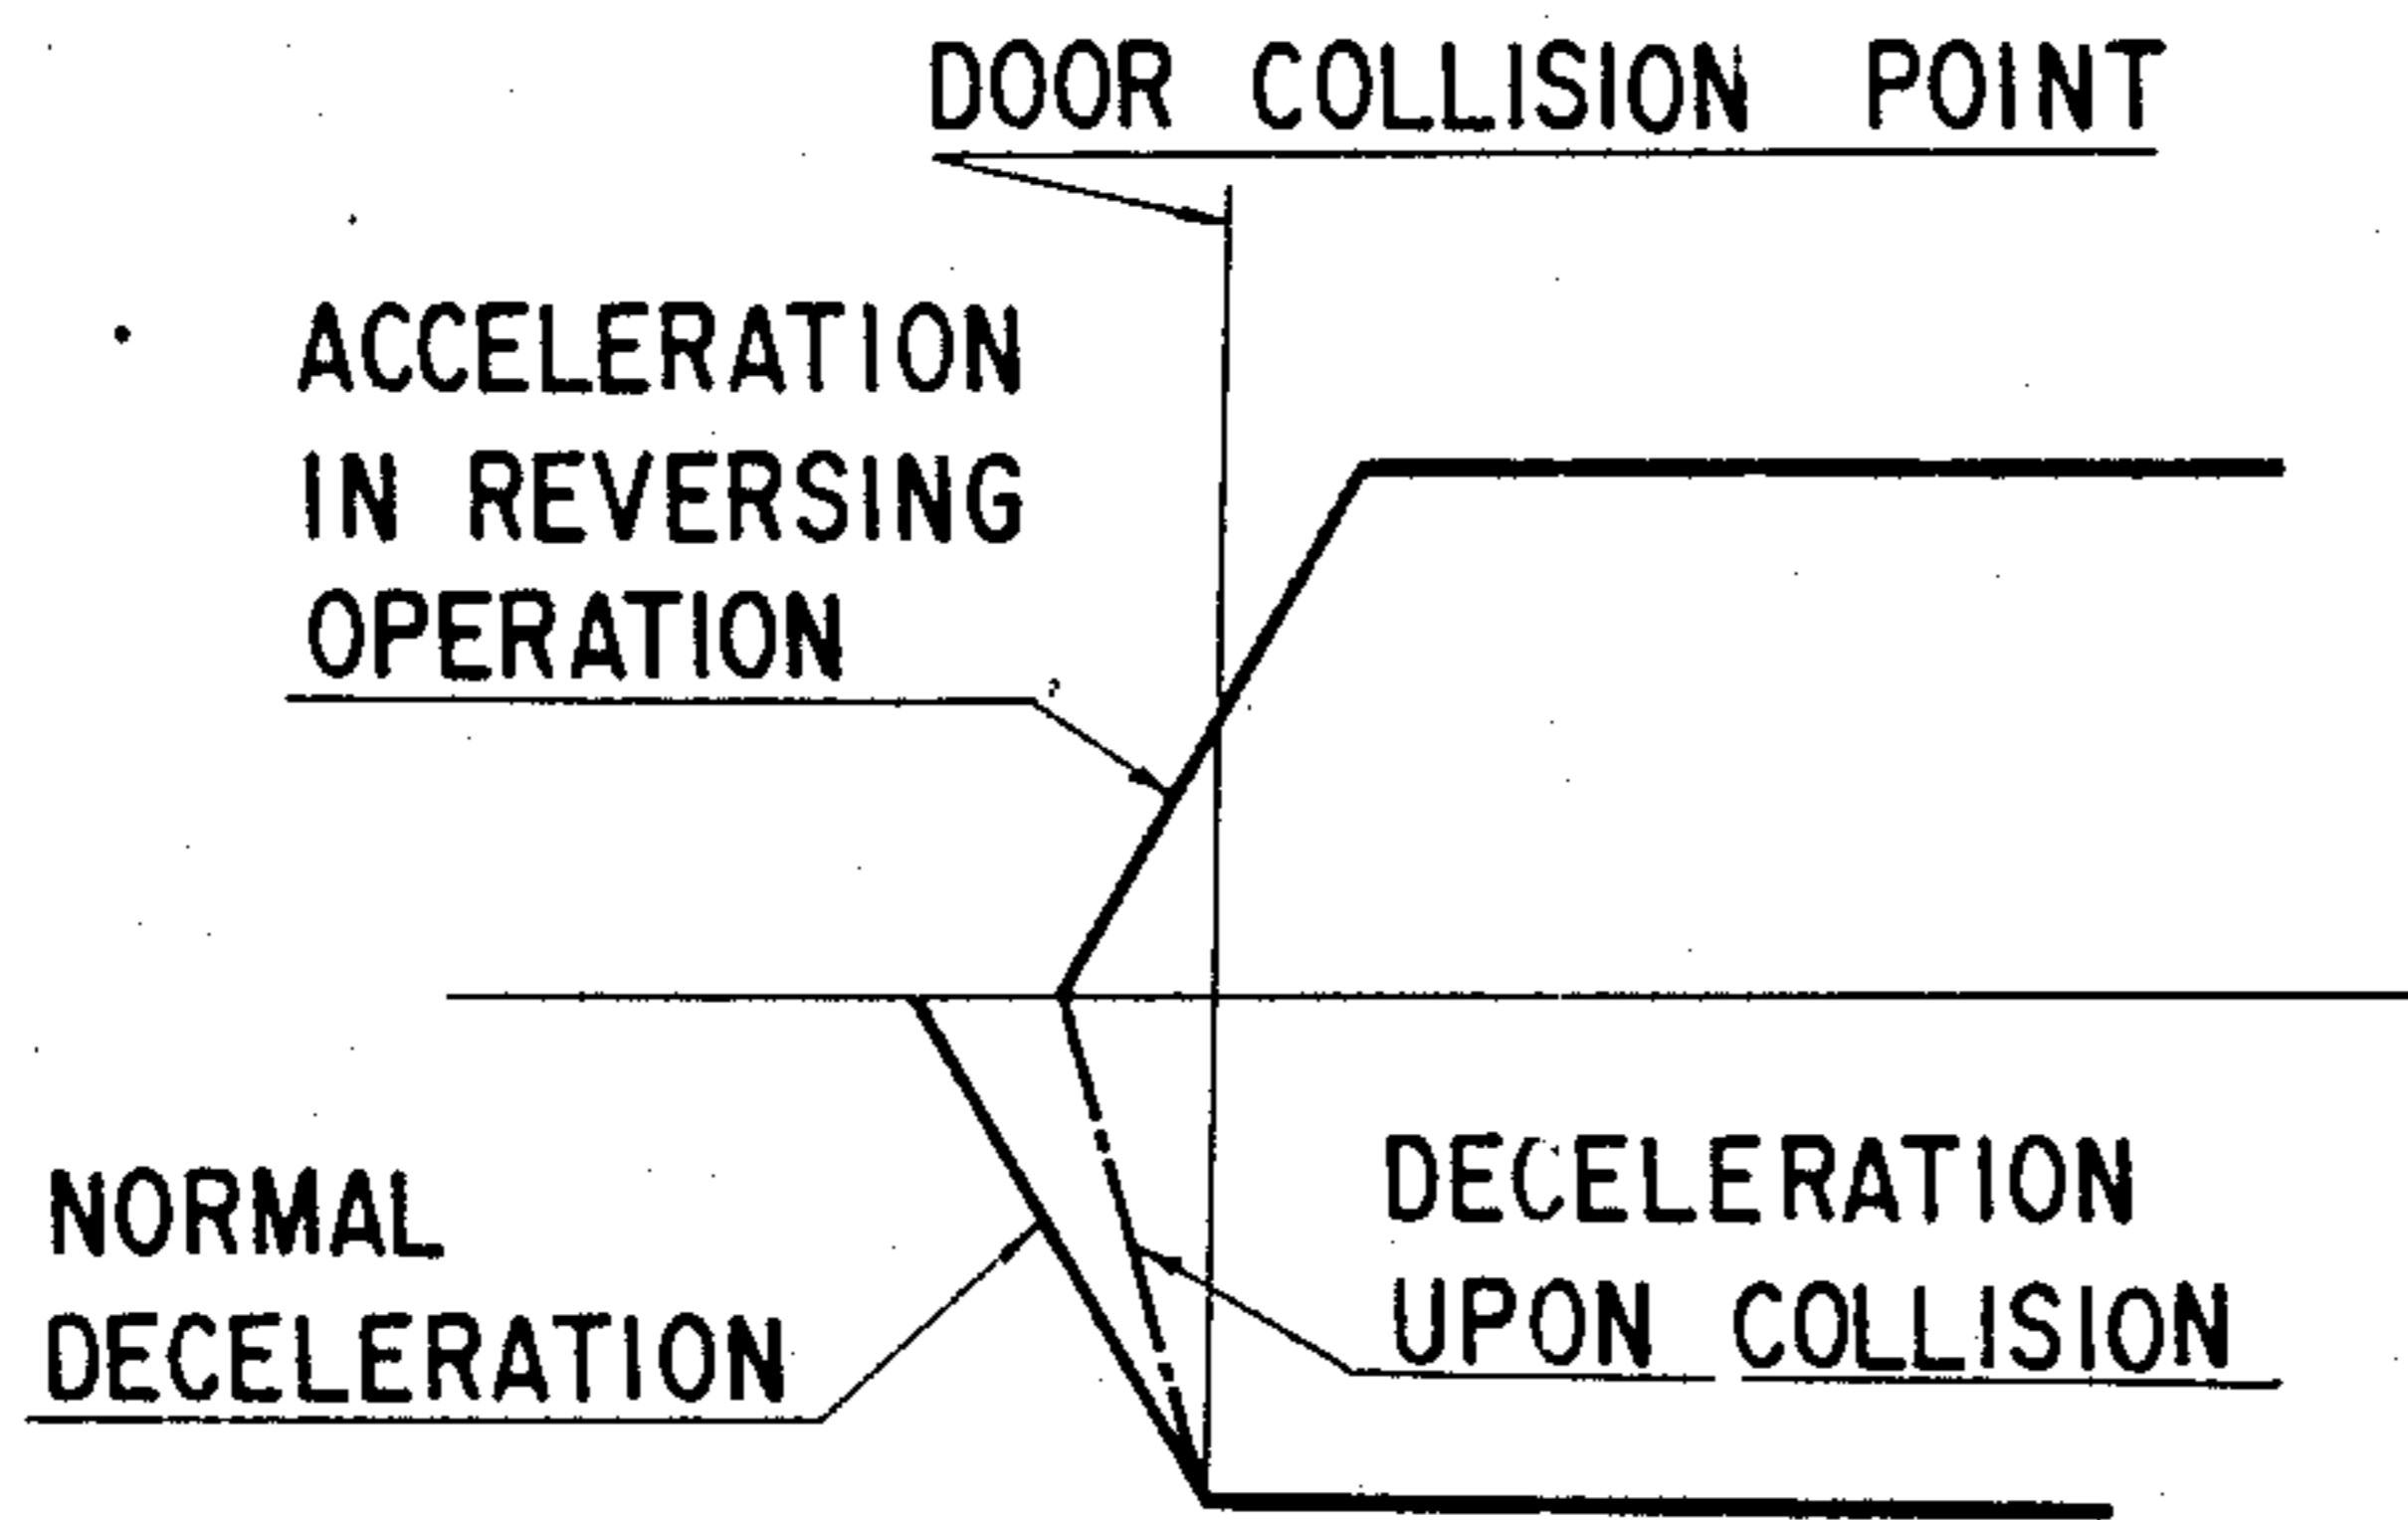 DOOR COLLISION POINT
ACCELERATION
IN REVERSING
OPERATION
NORMAL
DECELERATION
DECELERATION
UPON COLLISION